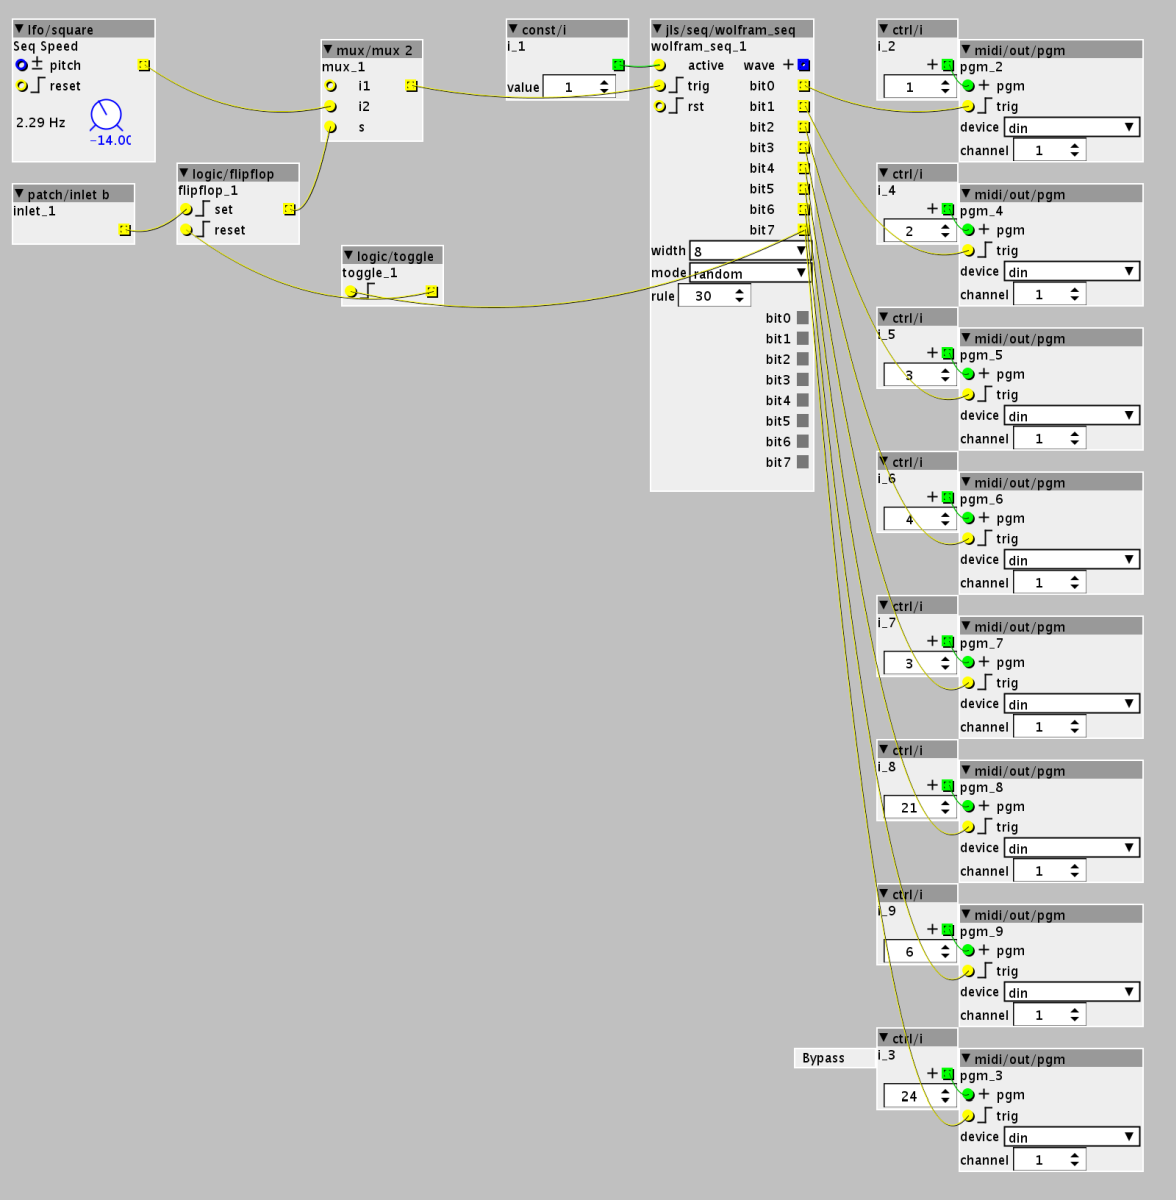 lfo/square
Seq Speed
pitch
reset
2.29 Hz
-14.00
patch/inlet b
inlet_1
logic/flipflop
flipflop_1
set
reset
mux/mux 2
mux_1
i1
i2
s
logic/toggle
toggle_1
const/i
i_1
value 1
jls/seq/wolfram_seq
wolfram_seq_1
active wave +
trig bit0
rst bit1
bit2
bit3
bit4
bit5
bit6
bit7
width 8
mode random
rule 30
bit0
bit1
bit2
bit3
bit4
bit5
bit6
bit7
ctrl/i
i_2
+
1
midi/out/pgm
pgm_2
+ pgm
trig
device din
channel 1
ctrl/i
i_4
+
2
midi/out/pgm
pgm_4
+ pgm
trig
device din
channel 1
ctrl/i
i_5
+
3
midi/out/pgm
pgm_5
+ pgm
trig
device din
channel 1
ctrl/i
i_6
+
4
midi/out/pgm
pgm_6
+ pgm
trig
device din
channel 1
ctrl/i
i_7
+
3
midi/out/pgm
pgm_7
+ pgm
trig
device din
channel 1
ctrl/i
i_8
+
21
midi/out/pgm
pgm_8
+ pgm
trig
device din
channel 1
ctrl/i
i_9
+
6
midi/out/pgm
pgm_9
+ pgm
trig
device din
channel 1
Bypass
ctrl/i
i_3
+
24
midi/out/pgm
pgm_3
+ pgm
trig
device din
channel 1